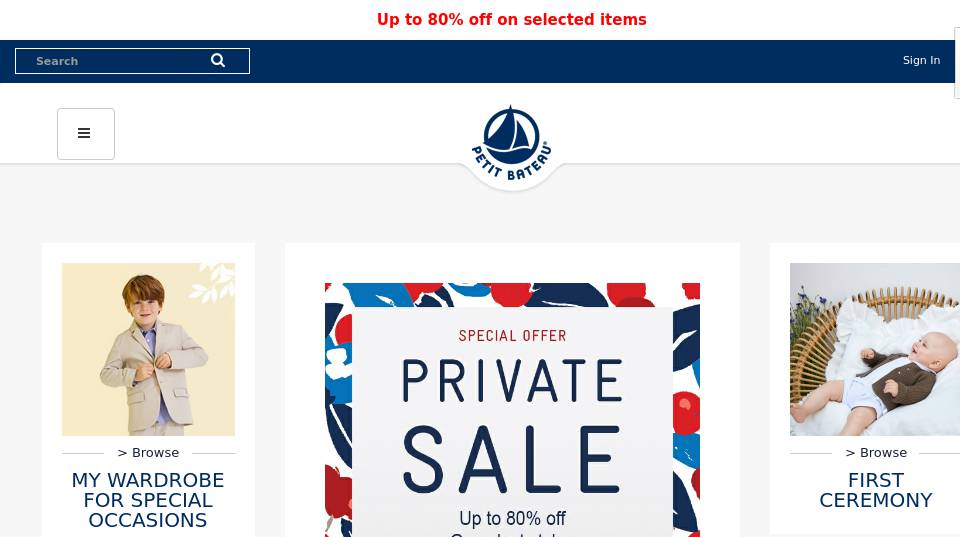 Up to 80% off on selected items
Search
Sign In
≡
PETIT BATEAU®
> Browse
MY WARDROBE
FOR SPECIAL
OCCASIONS
SPECIAL OFFER
PRIVATE
SALE
Up to 80% off
> Browse
FIRST
CEREMONY